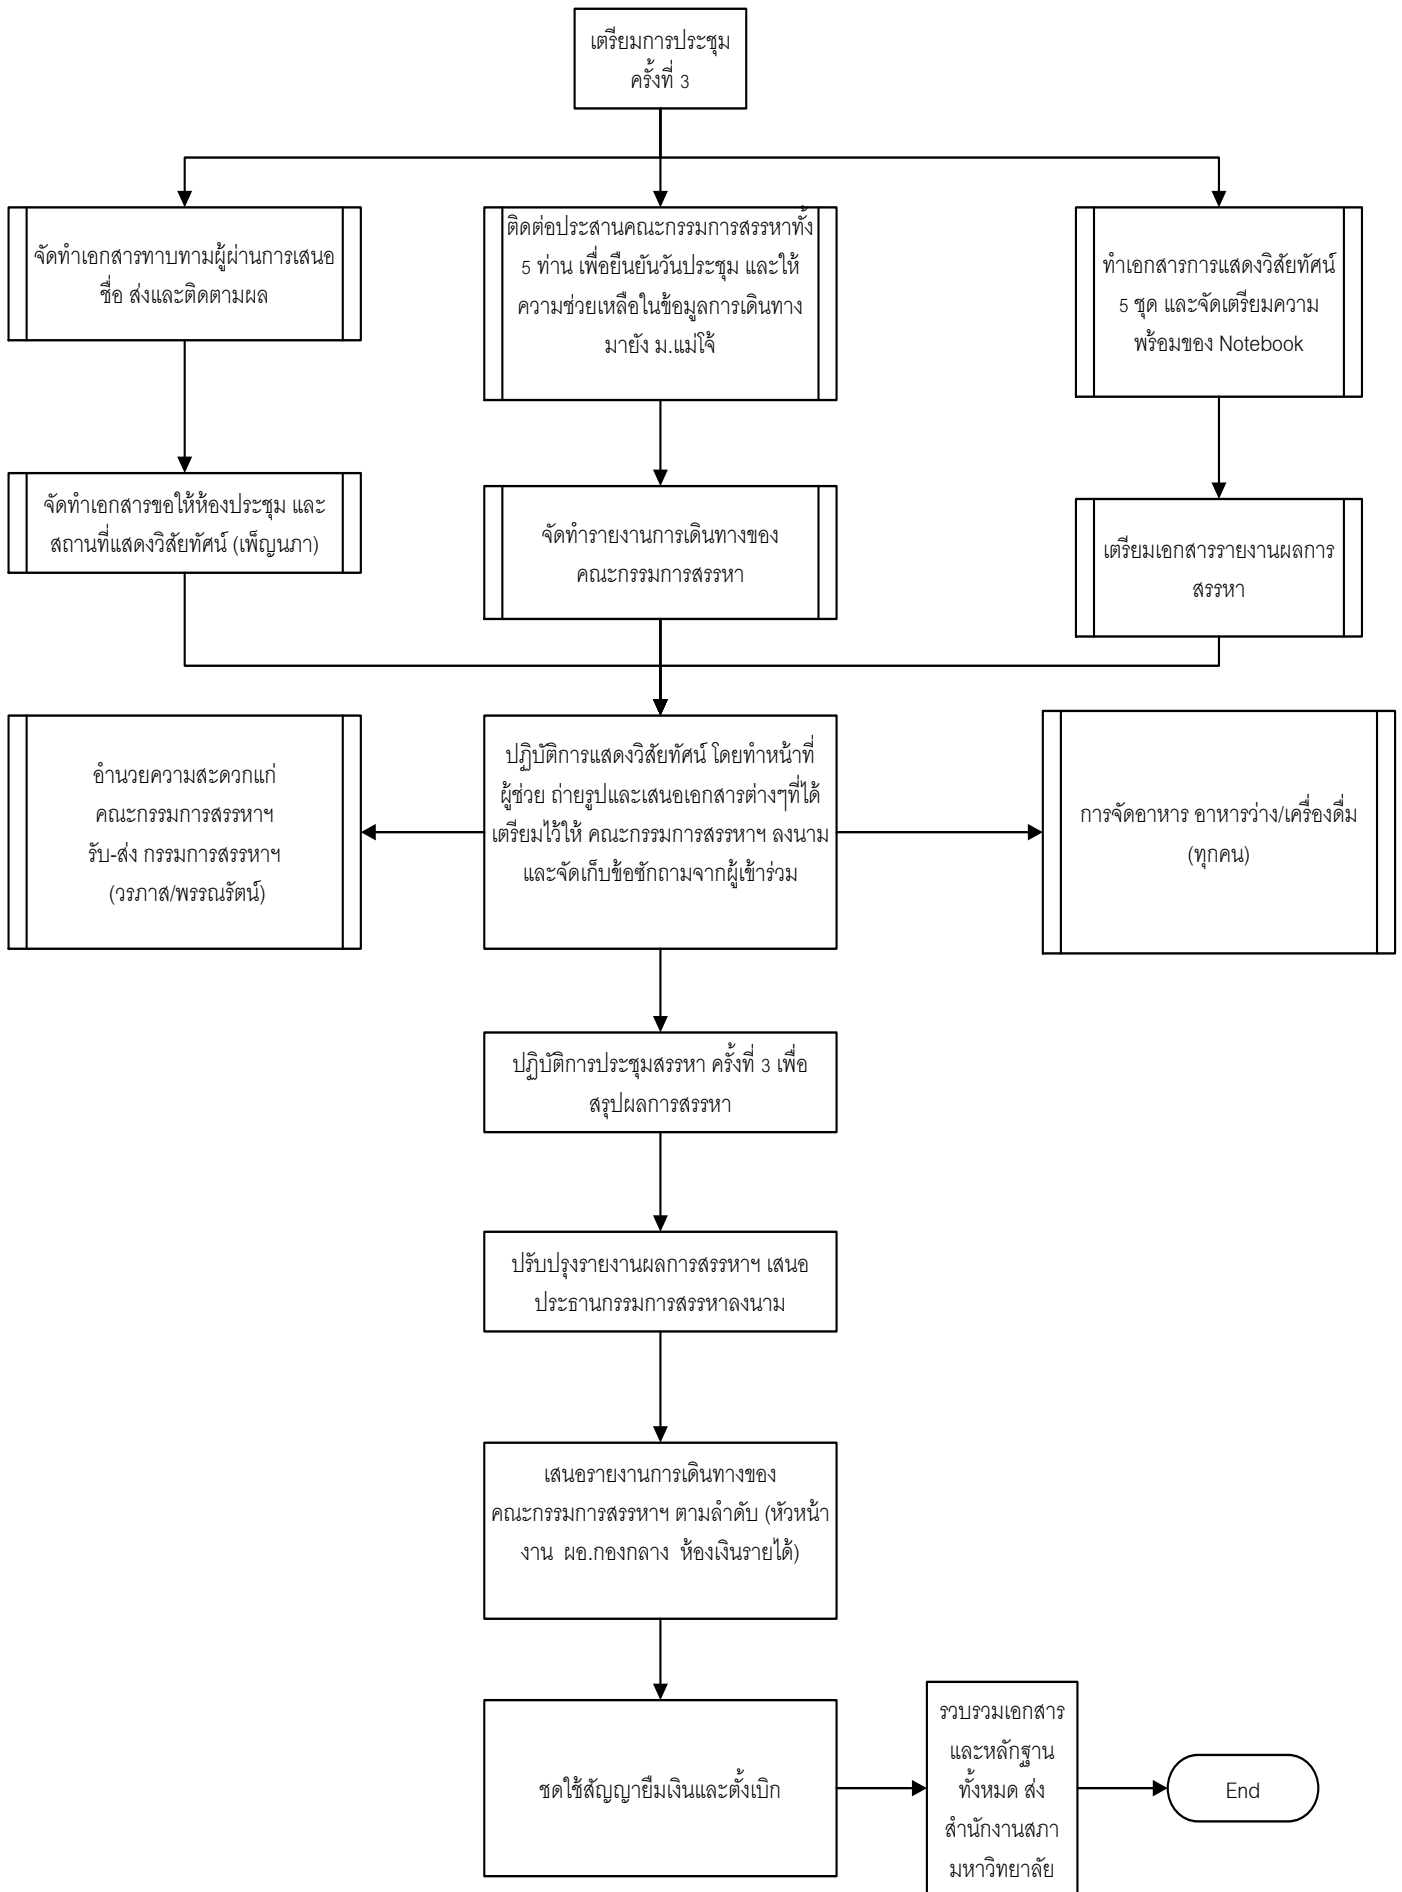 เตรียมการประชุม
ครั้งที่ 3
จัดทำเอกสารทาบทามผู้ผ่านการเสนอ
ชื่อ ส่งและติดตามผล
ติดต่อประสานคณะกรรมการสรรหาทั้ง
5 ท่าน เพื่อยืนยันวันประชุม และให้
ความช่วยเหลือในข้อมูลการเดินทาง
มายัง ม.แม่โจ้
ทำเอกสารการแสดงวิสัยทัศน์
5 ชุด และจัดเตรียมความ
พร้อมของ Notebook
จัดทำเอกสารขอให้ห้องประชุม และ
สถานที่แสดงวิสัยทัศน์ (เพ็ญนภา)
จัดทำรายงานการเดินทางของ
คณะกรรมการสรรหา
เตรียมเอกสารรายงานผลการ
สรรหา
อำนวยความสะดวกแก่
คณะกรรมการสรรหาฯ
รับ-ส่ง กรรมการสรรหาฯ
(วรภาส/พรรณรัตน์)
ปฏิบัติการแสดงวิสัยทัศน์ โดยทำหน้าที่
ผู้ช่วย ถ่ายรูปและเสนอเอกสารต่างๆที่ได้
เตรียมไว้ให้ คณะกรรมการสรรหาฯ ลงนาม
และจัดเก็บข้อซักถามจากผู้เข้าร่วม
การจัดอาหาร อาหารว่าง/เครื่องดื่ม
(ทุกคน)
ปฏิบัติการประชุมสรรหา ครั้งที่ 3 เพื่อ
สรุปผลการสรรหา
ปรับปรุงรายงานผลการสรรหาฯ เสนอ
ประธานกรรมการสรรหาลงนาม
เสนอรายงานการเดินทางของ
คณะกรรมการสรรหาฯ ตามลำดับ (หัวหน้า
งาน ผอ.กองกลาง ห้องเงินรายได้)
ชดใช้สัญญายืมเงินและตั้งเบิก
รวบรวมเอกสาร
และหลักฐาน
ทั้งหมด ส่ง
สำนักงานสภา
มหาวิทยาลัย
End